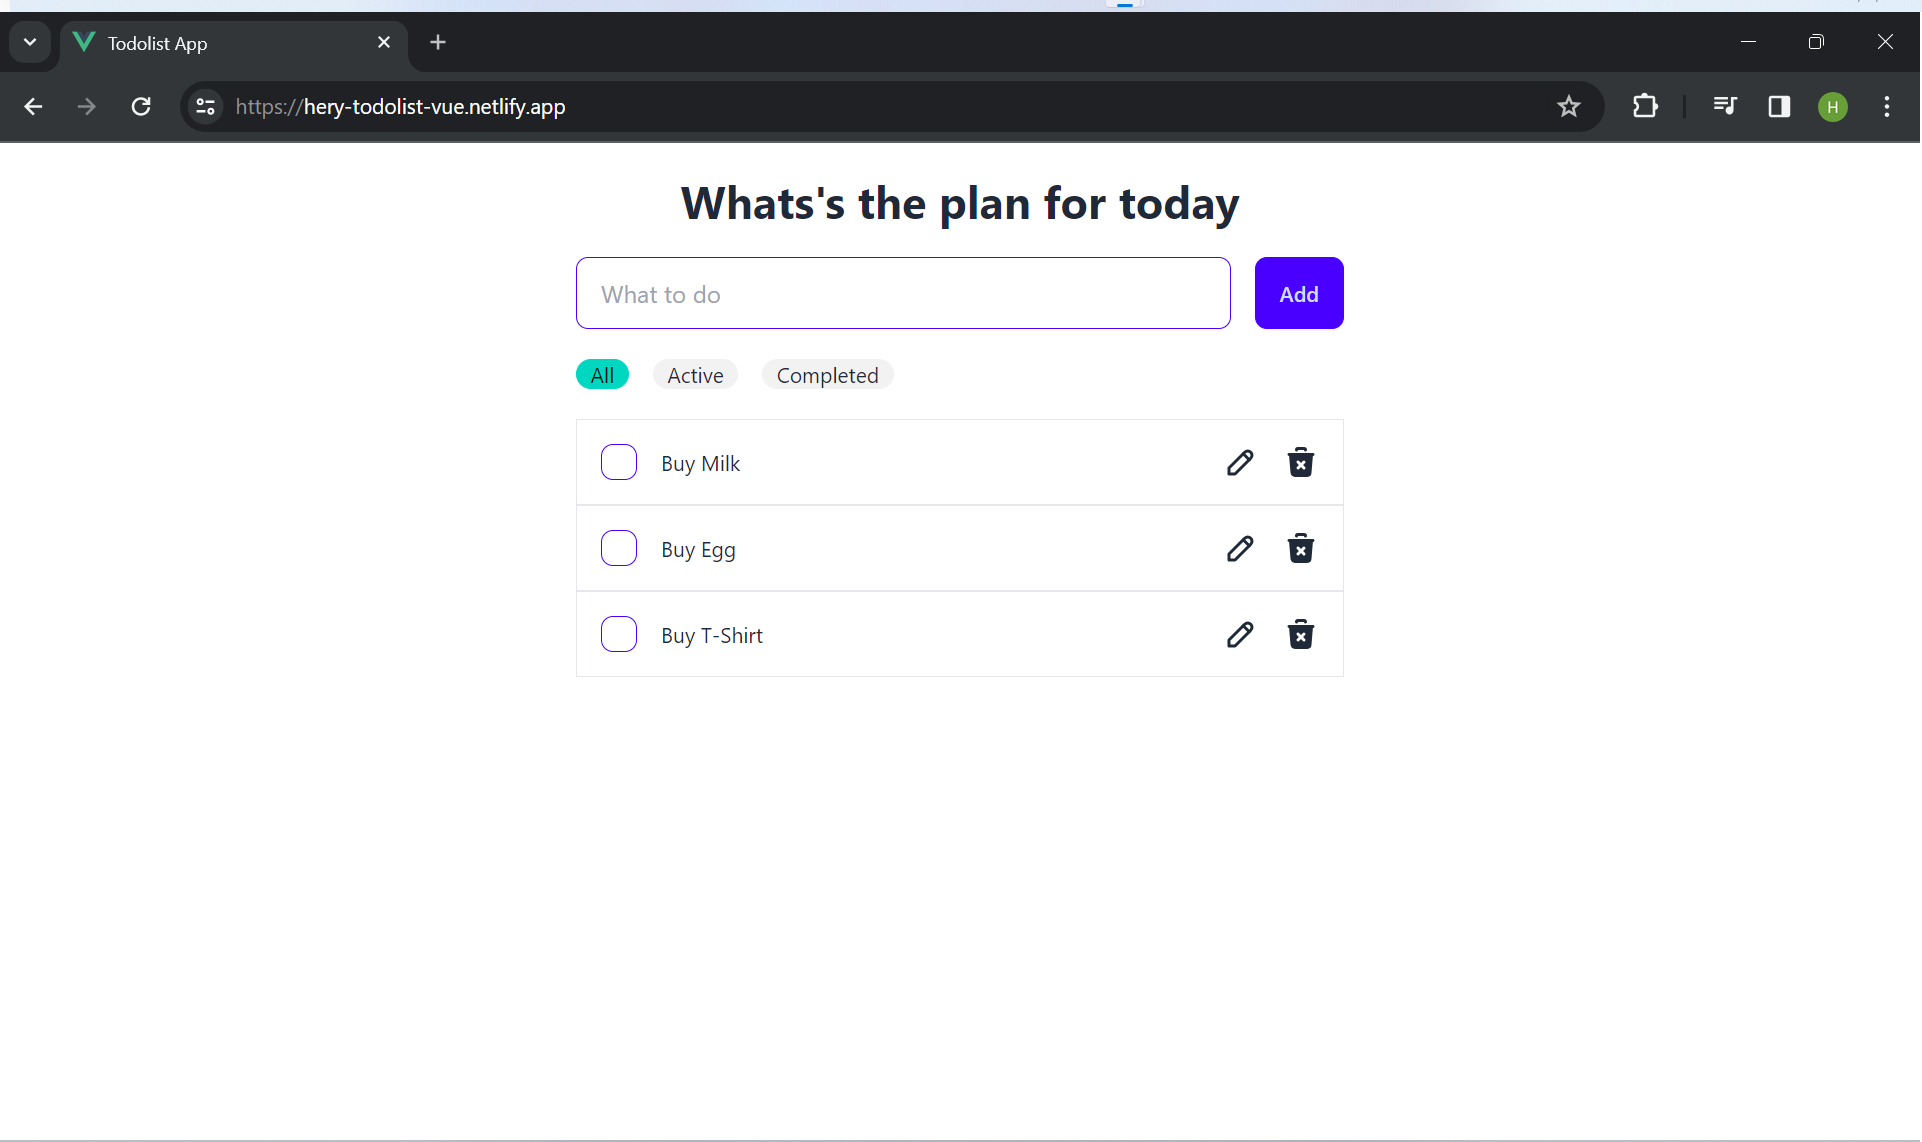 Todolist App
https://hery-todolist-vue.netlify.app
H
Whats's the plan for today
What to do
Add
All
Active
Completed
Buy Milk
Buy Egg
Buy T-Shirt